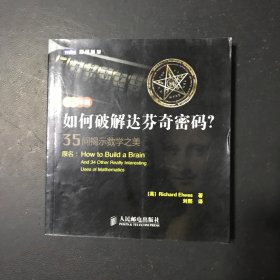 如何破解达芬奇密码?
35问揭示数学之美
原名: How to Build a Brain
And 34 Other Really Interesting
Uses of Mathematics
[英] Richard Elwes 著
刘熙 译
人民邮电出版社